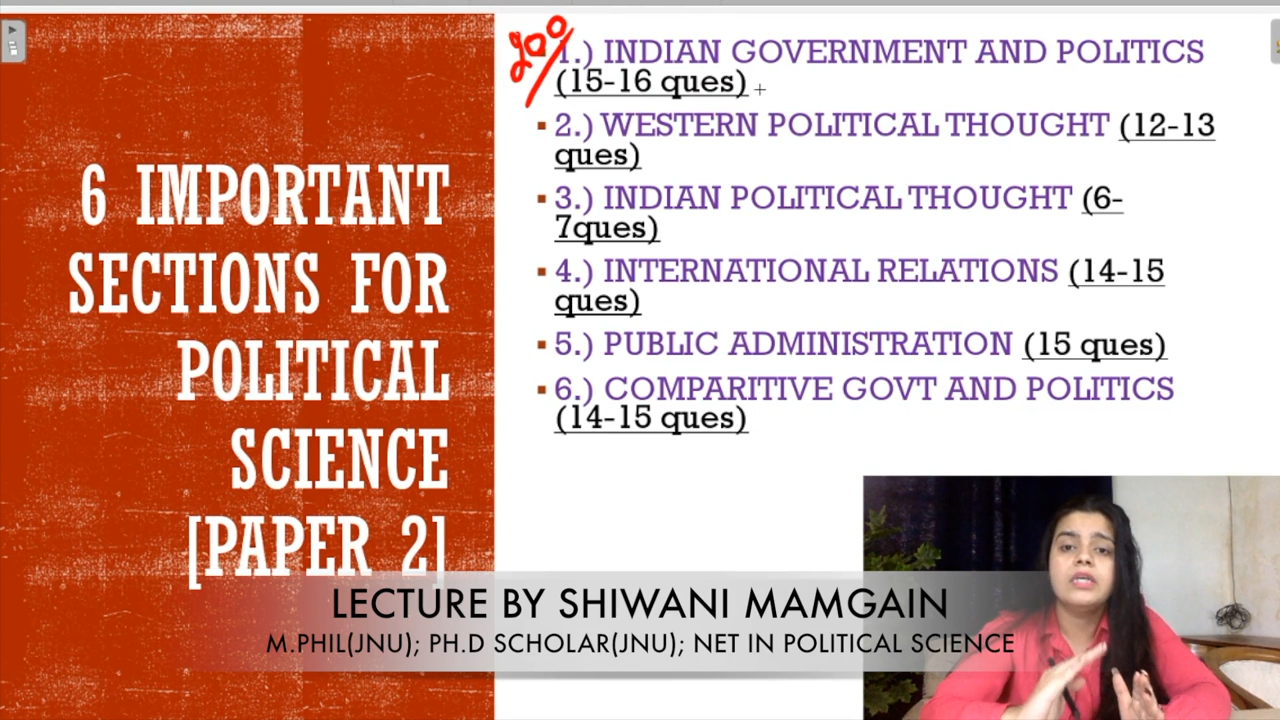 6 IMPORTANT
SECTIONS FOR
POLITICAL
SCIENCE
[PAPER 2]
1.) INDIAN GOVERNMENT AND POLITICS
(15-16 ques)
2.) WESTERN POLITICAL THOUGHT (12-13
ques)
3.) INDIAN POLITICAL THOUGHT (6-
7ques)
4.) INTERNATIONAL RELATIONS (14-15
ques)
5.) PUBLIC ADMINISTRATION (15 ques)
6.) COMPARITIVE GOVT AND POLITICS
(14-15 ques)
LECTURE BY SHIWANI MAMGAIN
M.PHIL(JNU); PH.D SCHOLAR(JNU); NET IN POLITICAL SCIENCE